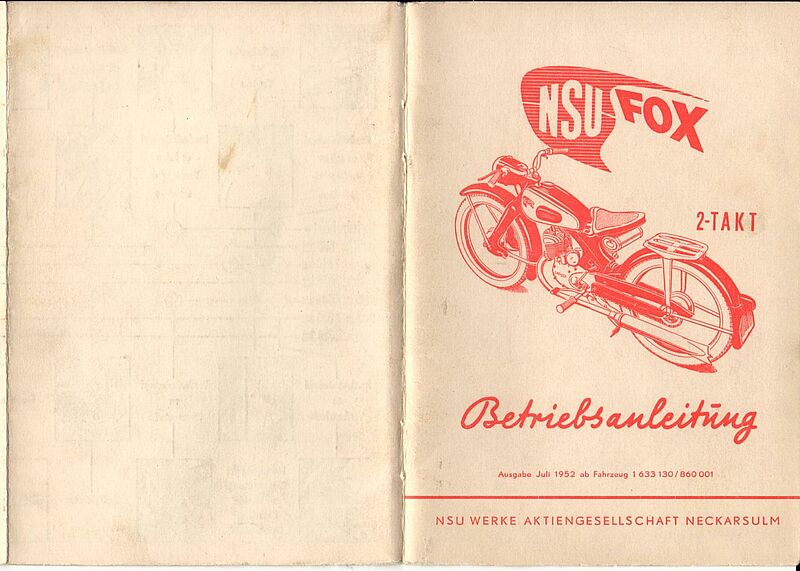 NSU FOX
2-TAKT
Betriebsanleitung
Ausgabe Juli 1952 ab Fahrzeug 1 633 130/860 001
NSU WERKE AKTIENGESELLSCHAFT NECKARSULM